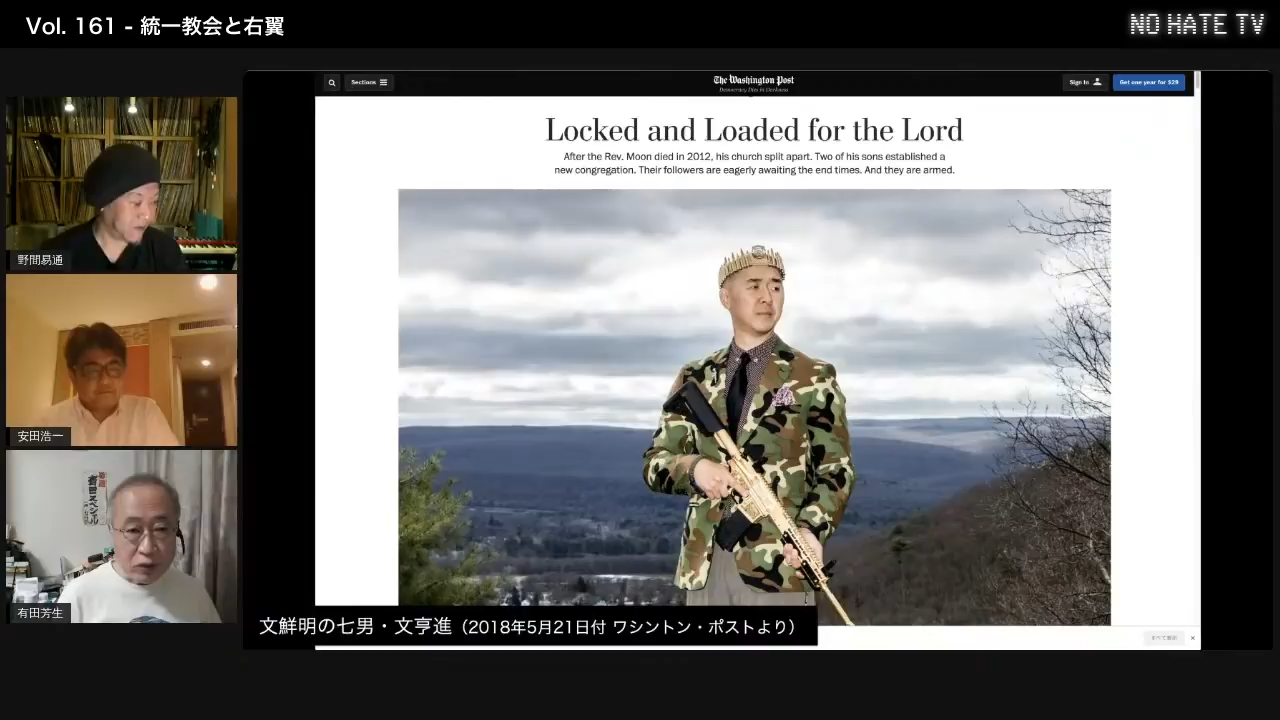 Vol. 161 - 統一教会と右翼
NO HATE TV
Sections
The Washington Post
Democracy Dies in Darkness
Sign In
Get one year for $29
Locked and Loaded for the Lord
After the Rev. Moon died in 2012, his church split apart. Two of his sons established a
new congregation. Their followers are eagerly awaiting the end times. And they are armed.
野間易通
安田浩一
有田芳生
文鮮明の七男・文亨進（2018年5月21日付 ワシントン・ポストより）
すべて表示